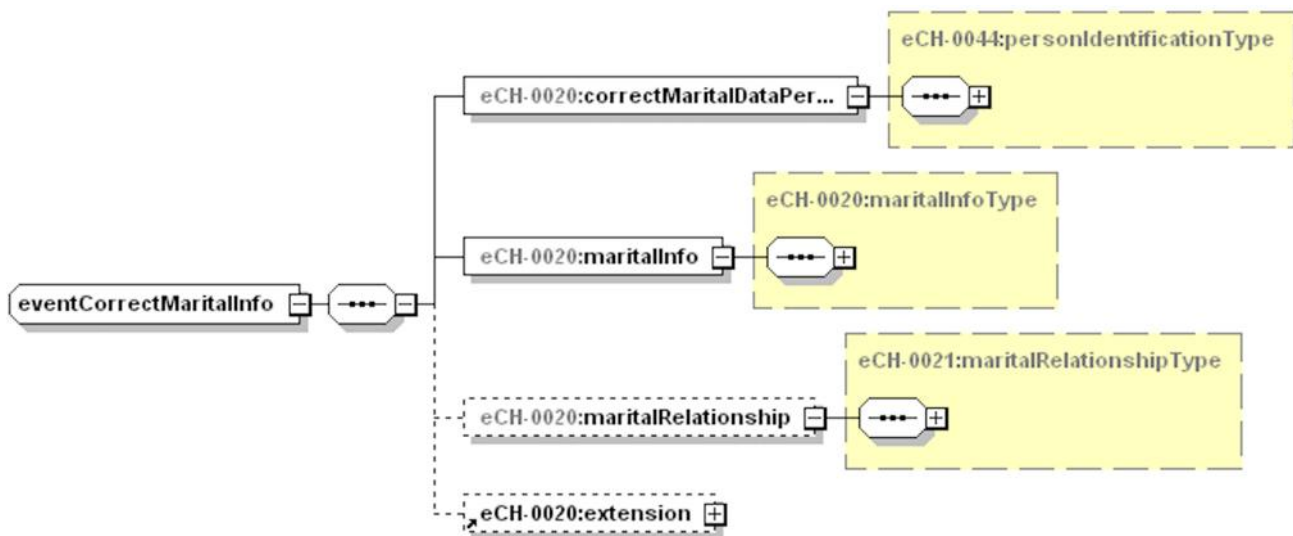 eCH-0044:personIdentificationType
eCH-0020:correctMaritalDataPer...
eCH-0020:maritalInfoType
eCH-0020:maritalInfo
eventCorrectMaritalInfo
eCH-0021:maritalRelationshipType
eCH-0020:maritalRelationship
eCH-0020:extension